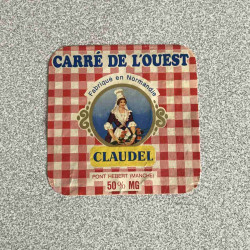 CARRÉ DE L'OUEST
Fabriqué en Normandie
CLAUDEL
PONT HEBERT (MANCHE)
50% MG